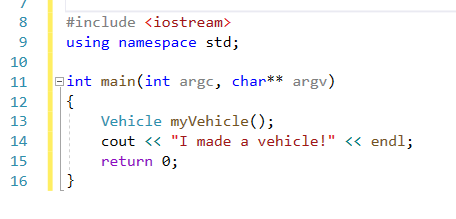 7
8 #include <iostream>
9 using namespace std;
10
11 int main(int argc, char** argv)
12 {
13 Vehicle myVehicle();
14 cout << "I made a vehicle!" << endl;
15 return 0;
16 }